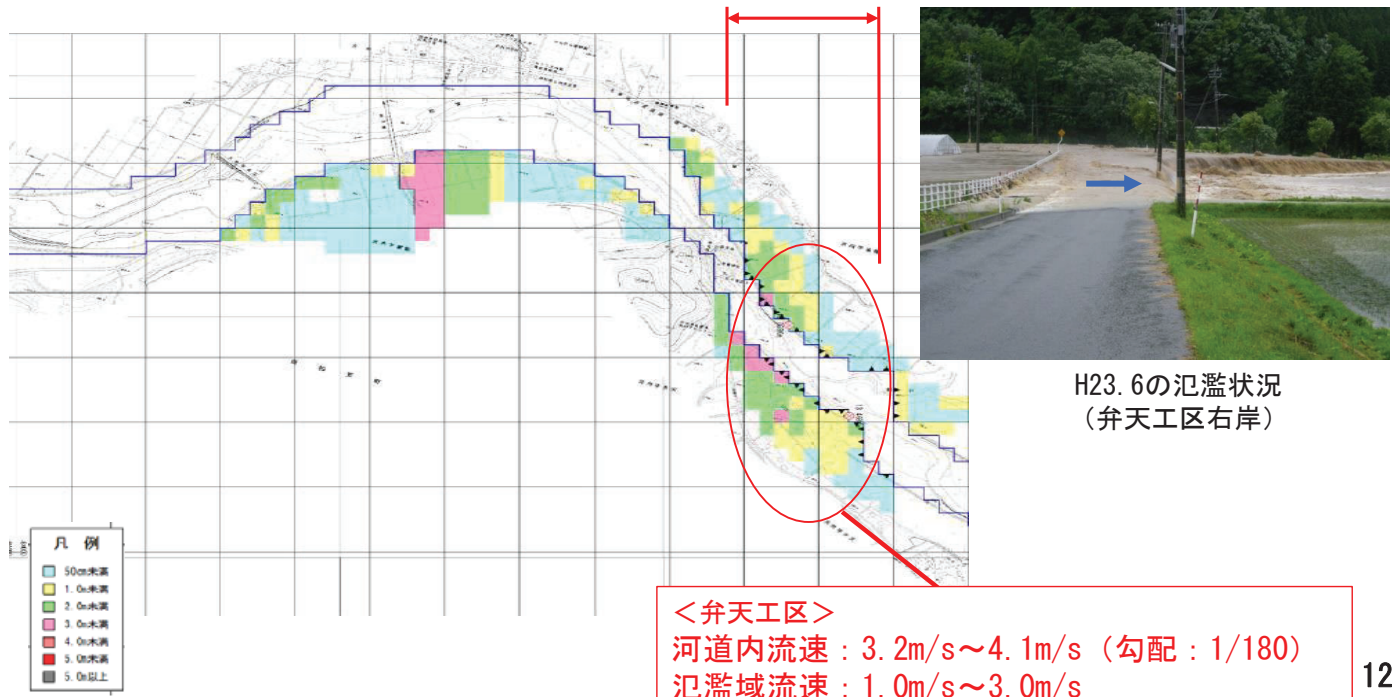 H23.6の氾濫状況
（弁天工区右岸）
凡 例
50cm未満
1.0m未満
2.0m未満
3.0m未満
4.0m未満
5.0m未満
5.0m以上
＜弁天工区＞
河道内流速：3.2m/s～4.1m/s（勾配：1/180）
氾濫域流速：1.0m/s～3.0m/s
12